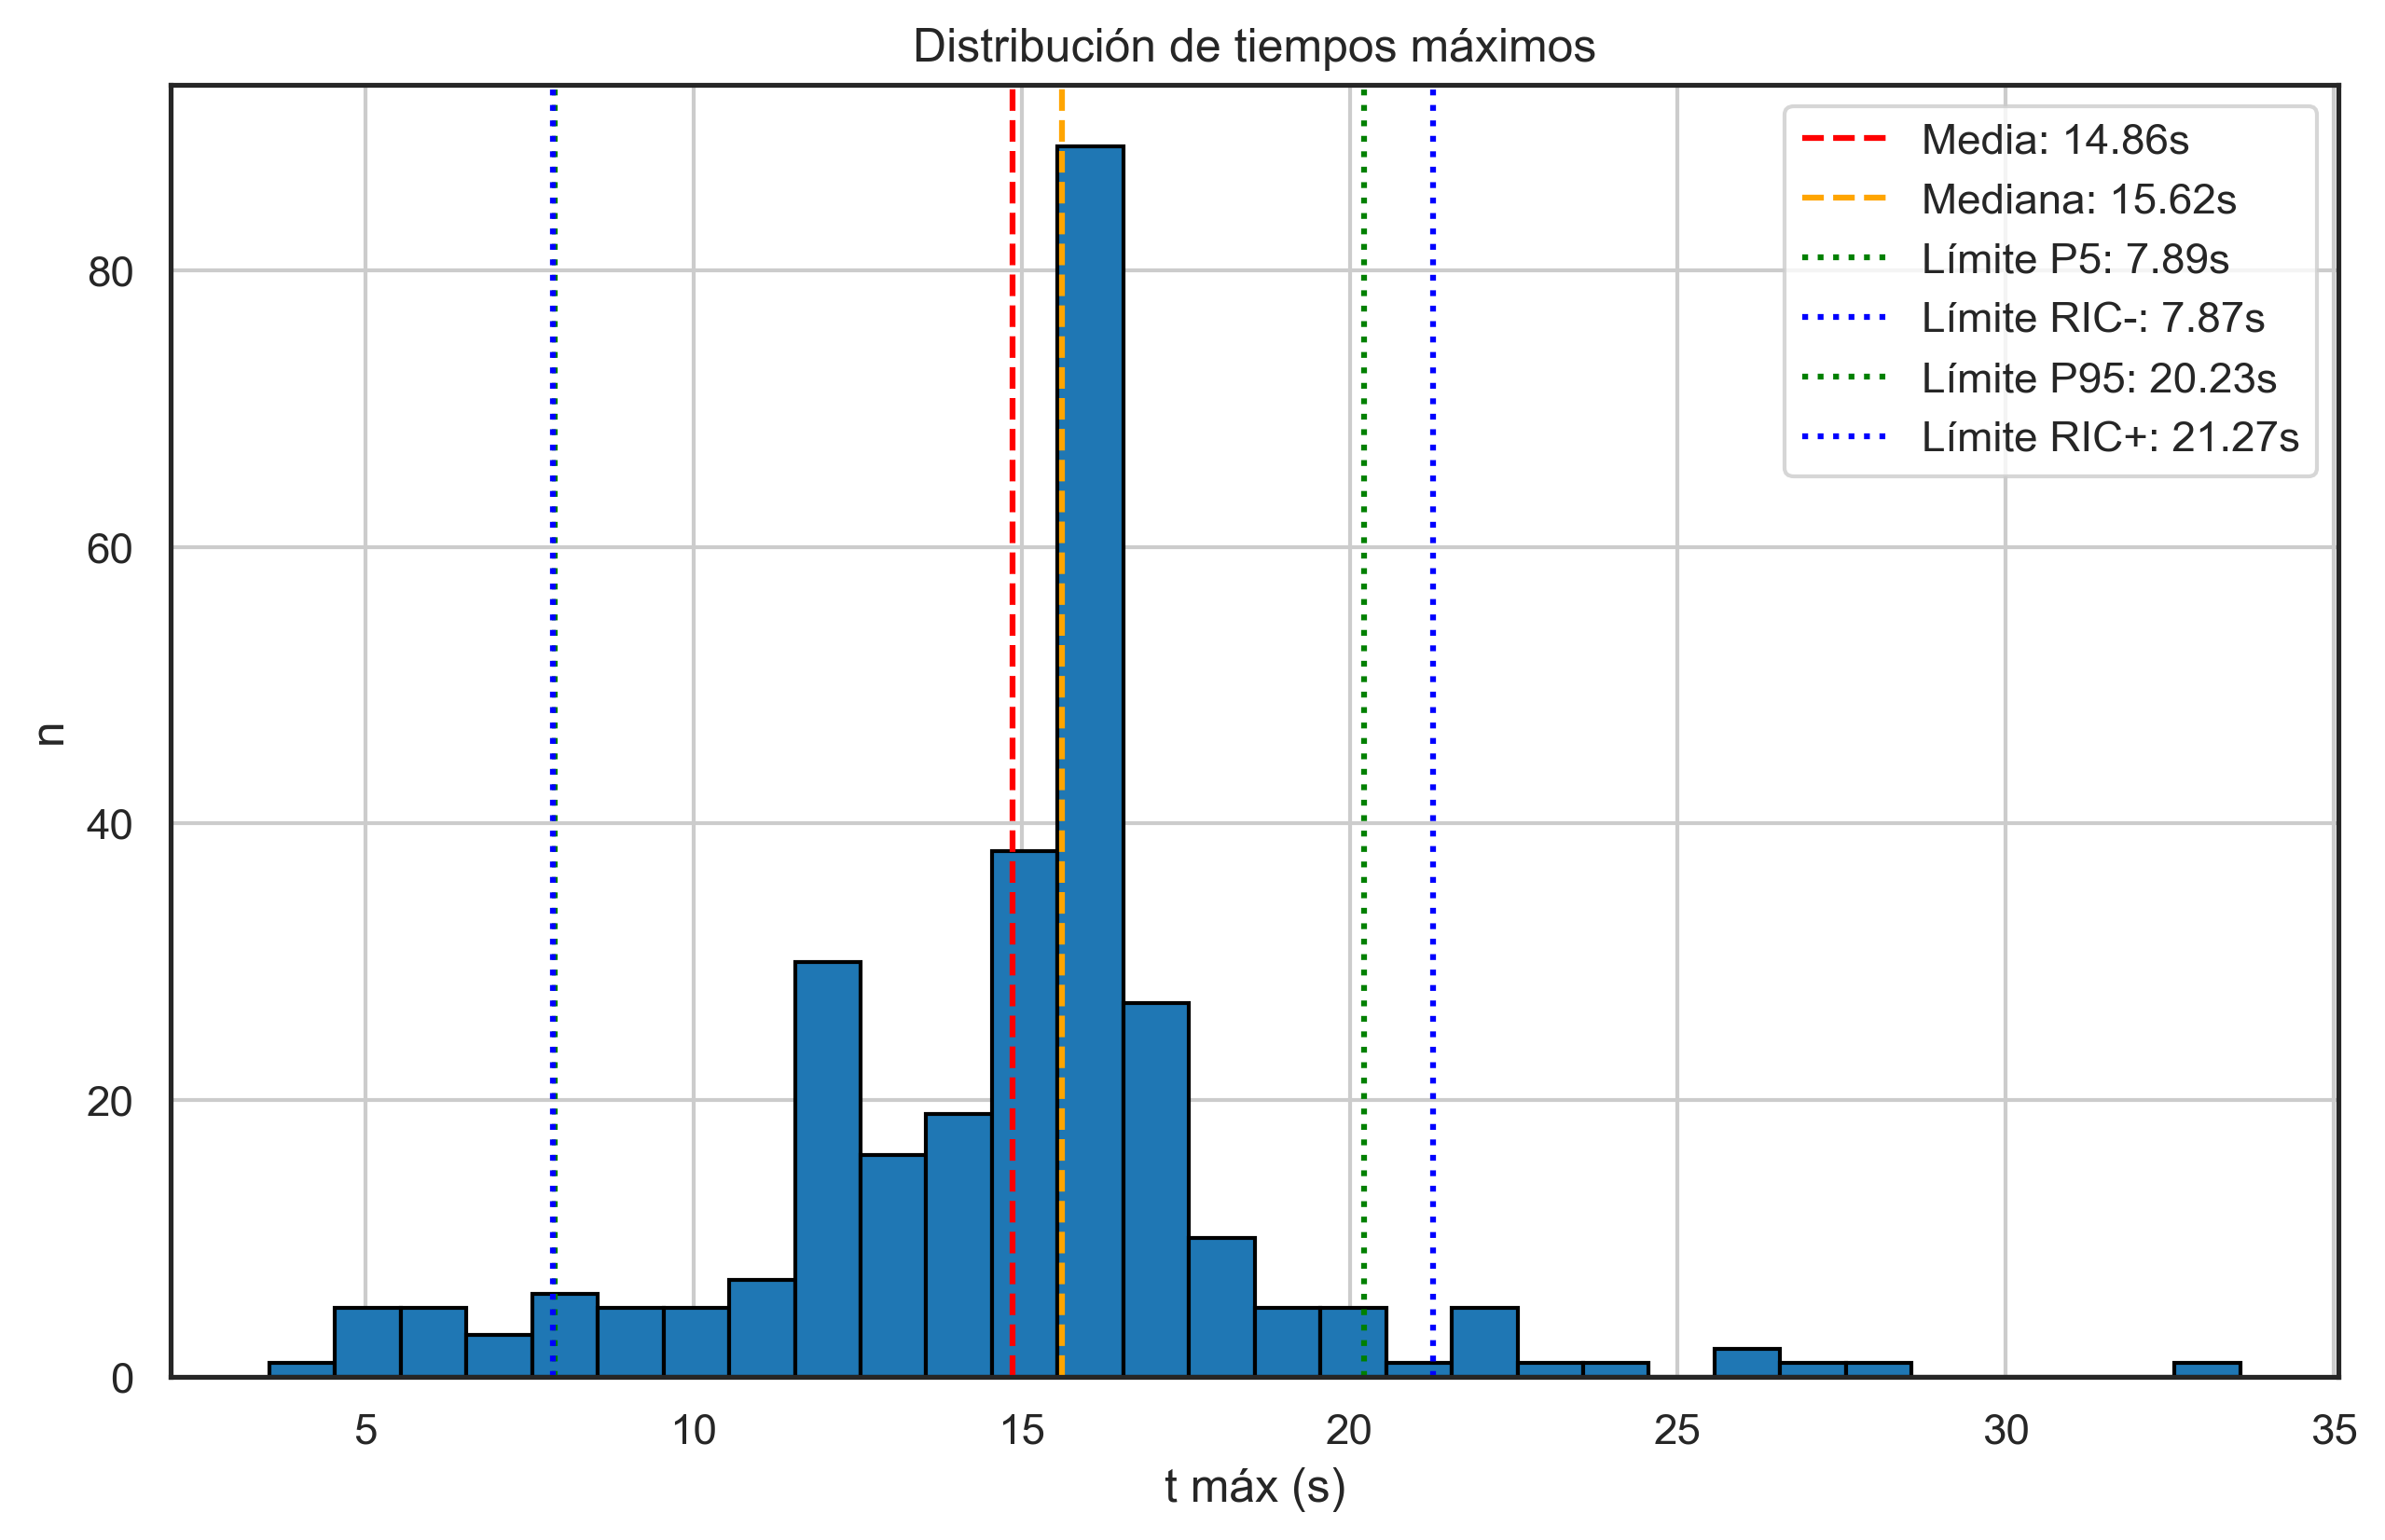 Distribución de tiempos máximos
Media: 14.86s
Mediana: 15.62s
Límite P5: 7.89s
Límite RIC-: 7.87s
Límite P95: 20.23s
Límite RIC+: 21.27s
80
60
40
20
0
n
5 10 15 20 25 30 35
t máx (s)